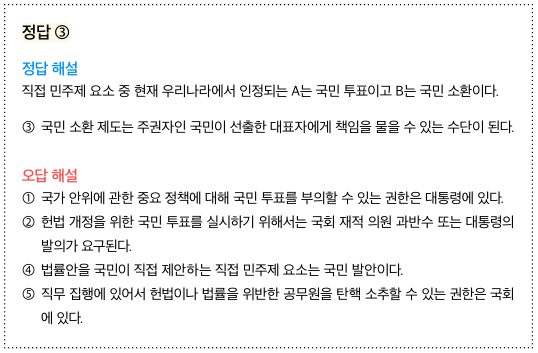 정답 ③
정답 해설
직접 민주제 요소 중 현재 우리나라에서 인정되는 A는 국민 투표이고 B는 국민 소환이다.
③ 국민 소환 제도는 주권자인 국민이 선출한 대표자에게 책임을 물을 수 있는 수단이 된다.
오답 해설
① 국가 안위에 관한 중요 정책에 대해 국민 투표를 부의할 수 있는 권한은 대통령에 있다.
② 헌법 개정을 위한 국민 투표를 실시하기 위해서는 국회 재적 의원 과반수 또는 대통령의
발의가 요구된다.
④ 법률안을 국민이 직접 제안하는 직접 민주제 요소는 국민 발안이다.
⑤ 직무 집행에 있어서 헌법이나 법률을 위반한 공무원을 탄핵 소추할 수 있는 권한은 국회
에 있다.